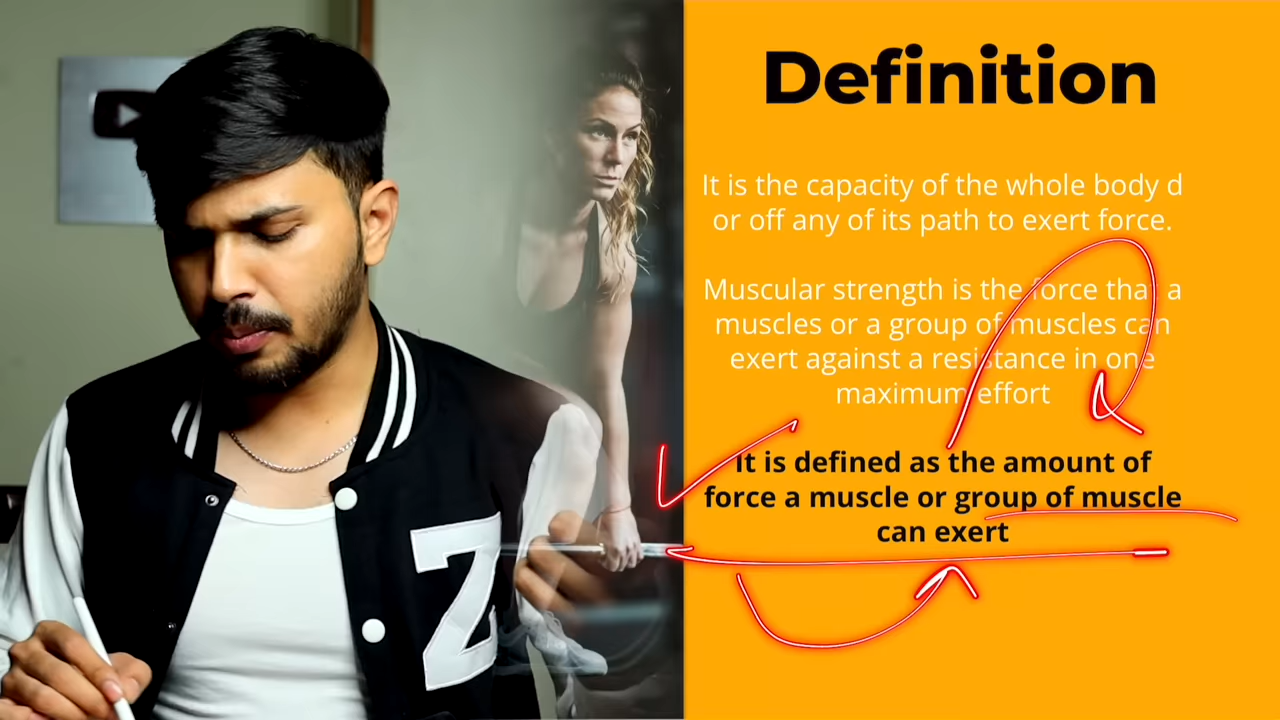 Definition
It is the capacity of the whole body d
or off any of its path to exert force.
Muscular strength is the force that a
muscles or a group of muscles can
exert against a resistance in one
maximum effort
It is defined as the amount of
force a muscle or group of muscle
can exert
Z